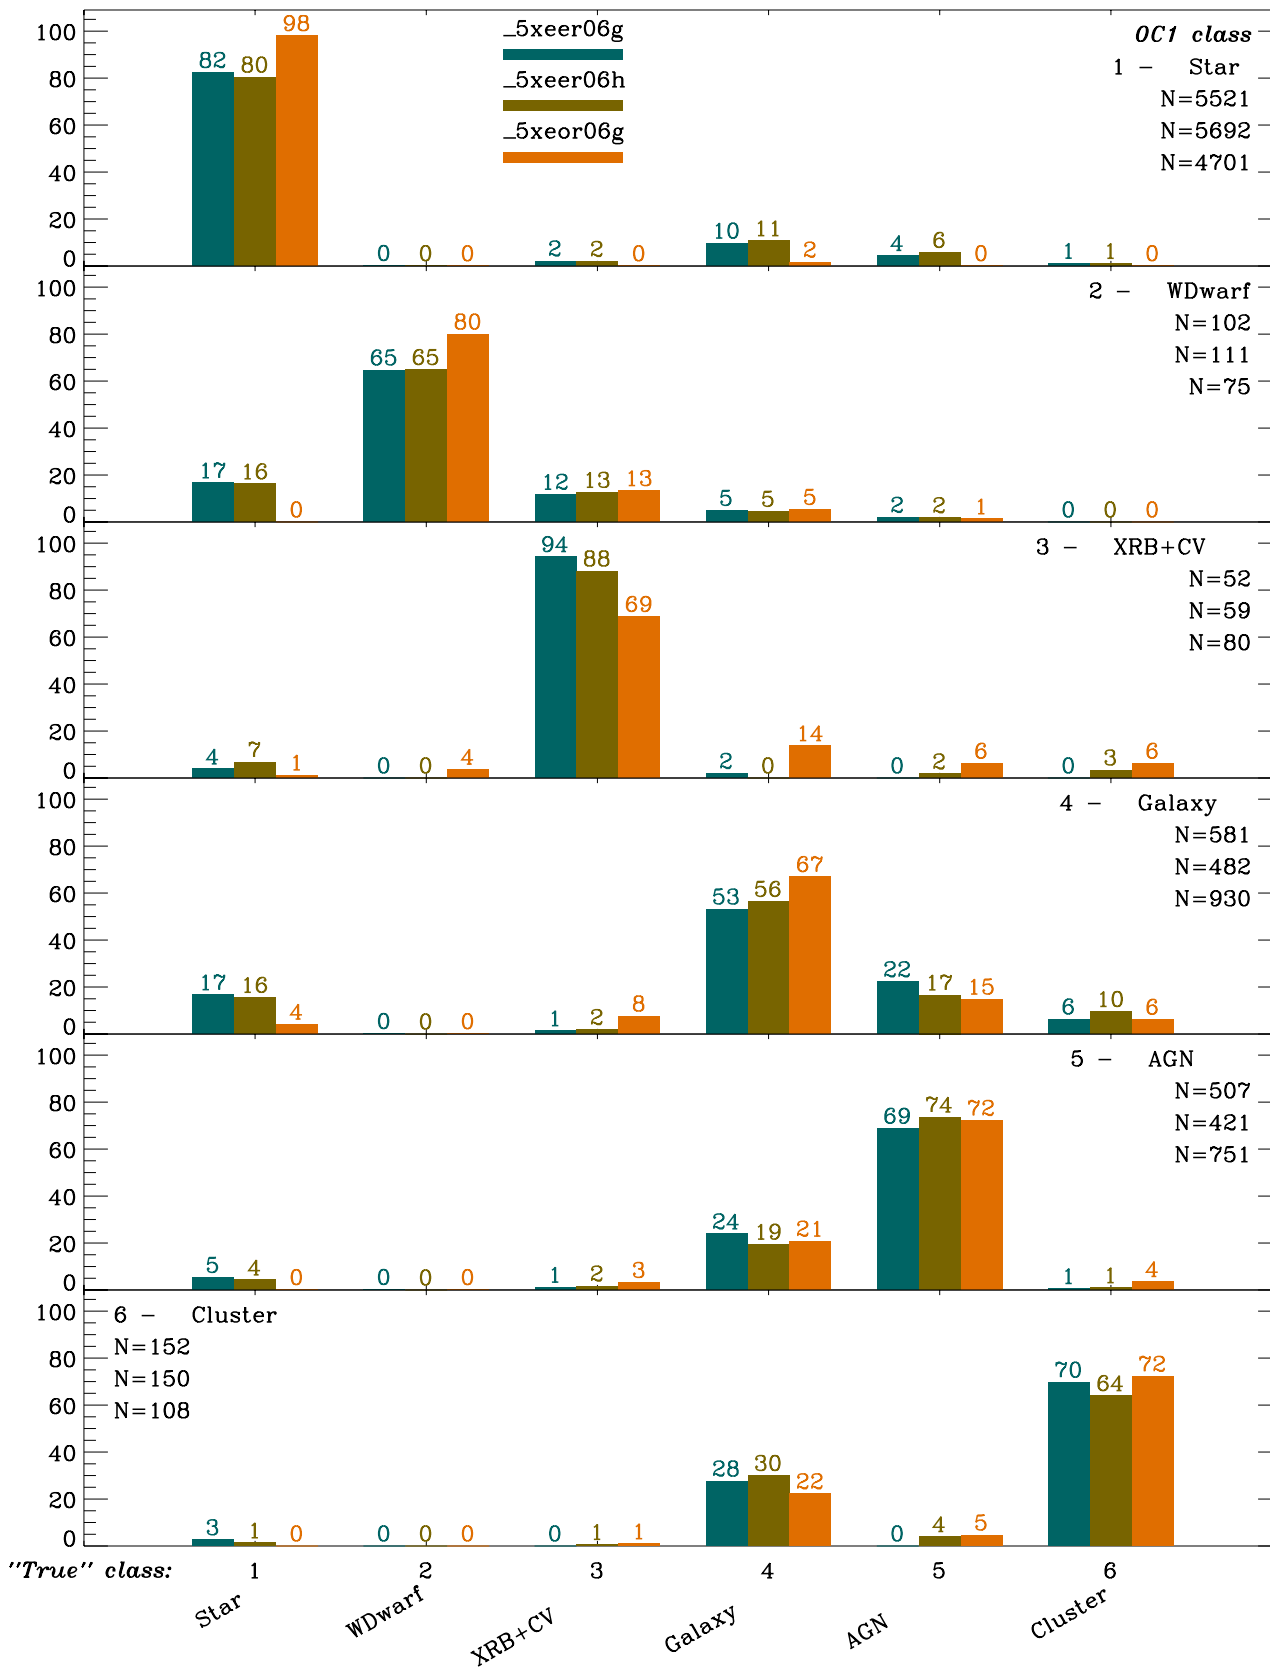 _5xeer06g
_5xeer06h
_5xeor06g
OC1 class
1 - Star
N=5521
N=5692
N=4701
100
80
60
40
20
0
82 80 98
0 0 0
2 2 0
10 11 2
4 6 0
1 1 0
2 - WDwarf
N=102
N=111
N=75
100
80
60
40
20
0
17 16 0
65 65 80
12 13 13
5 5 5
2 2 1
0 0 0
3 - XRB+CV
N=52
N=59
N=80
100
80
60
40
20
0
4 7 1
0 0 4
94 88 69
2 0 14
0 2 6
0 3 6
4 - Galaxy
N=581
N=482
N=930
100
80
60
40
20
0
17 16 4
0 0 0
1 2 8
53 56 67
22 17 15
6 10 6
5 - AGN
N=507
N=421
N=751
100
80
60
40
20
0
5 4 0
0 0 0
1 2 3
24 19 21
69 74 72
1 1 4
6 - Cluster
N=152
N=150
N=108
100
80
60
40
20
0
3 1 0
0 0 0
0 1 1
28 30 22
0 4 5
70 64 72
"True" class: 1 2 3 4 5 6
Star WDwarf XRB+CV Galaxy AGN Cluster